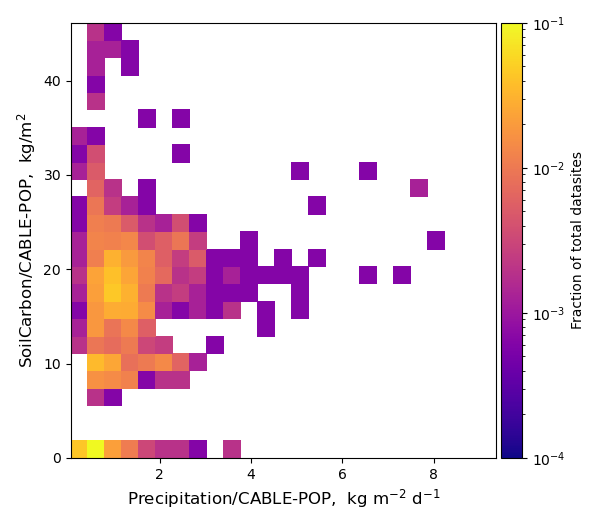 40
30
20
10
0
2 4 6 8
SoilCarbon/CABLE-POP, kg/m²
Precipitation/CABLE-POP, kg m⁻² d⁻¹
10⁻¹
10⁻²
10⁻³
10⁻⁴
Fraction of total datasites